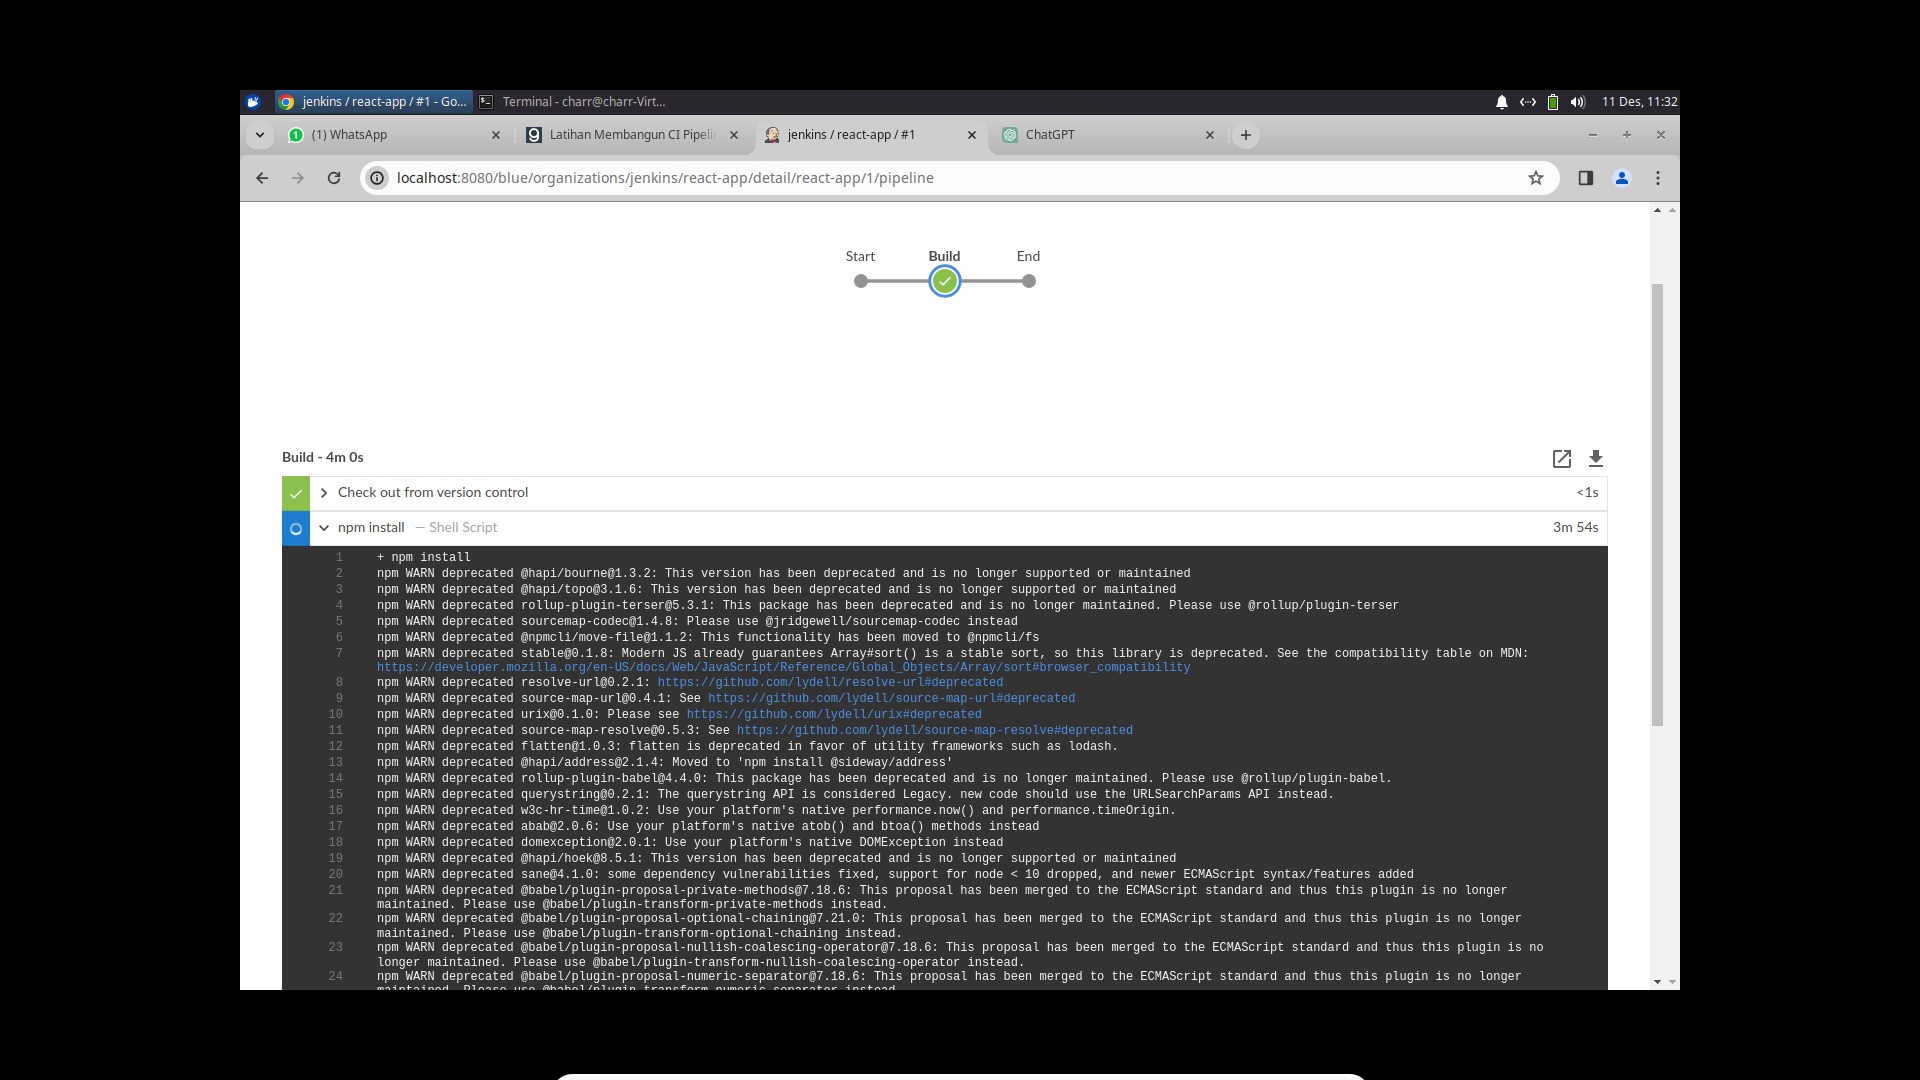 jenkins / react-app / #1 - Go...
Terminal - charr@charr-Virt...
11 Des, 11:32
(1) WhatsApp
Latihan Membangun CI Pipelin
jenkins / react-app / #1
ChatGPT
localhost:8080/blue/organizations/jenkins/react-app/detail/react-app/1/pipeline
Start
Build
End
Build - 4m 0s
Check out from version control
<1s
npm install — Shell Script
3m 54s
1 + npm install
2 npm WARN deprecated @hapi/bourne@1.3.2: This version has been deprecated and is no longer supported or maintained
3 npm WARN deprecated @hapi/topo@3.1.6: This version has been deprecated and is no longer supported or maintained
4 npm WARN deprecated rollup-plugin-terser@5.3.1: This package has been deprecated and is no longer maintained. Please use @rollup/plugin-terser
5 npm WARN deprecated sourcemap-codec@1.4.8: Please use @jridgewell/sourcemap-codec instead
6 npm WARN deprecated @npmcli/move-file@1.1.2: This functionality has been moved to @npmcli/fs
7 npm WARN deprecated stable@0.1.8: Modern JS already guarantees Array#sort() is a stable sort, so this library is deprecated. See the compatibility table on MDN:
https://developer.mozilla.org/en-US/docs/Web/JavaScript/Reference/Global_Objects/Array/sort#browser_compatibility
8 npm WARN deprecated resolve-url@0.2.1: https://github.com/lydell/resolve-url#deprecated
9 npm WARN deprecated source-map-url@0.4.1: See https://github.com/lydell/source-map-url#deprecated
10 npm WARN deprecated urix@0.1.0: Please see https://github.com/lydell/urix#deprecated
11 npm WARN deprecated source-map-resolve@0.5.3: See https://github.com/lydell/source-map-resolve#deprecated
12 npm WARN deprecated flatten@1.0.3: flatten is deprecated in favor of utility frameworks such as lodash.
13 npm WARN deprecated @hapi/address@2.1.4: Moved to 'npm install @sideway/address'
14 npm WARN deprecated rollup-plugin-babel@4.4.0: This package has been deprecated and is no longer maintained. Please use @rollup/plugin-babel.
15 npm WARN deprecated querystring@0.2.1: The querystring API is considered Legacy. new code should use the URLSearchParams API instead.
16 npm WARN deprecated w3c-hr-time@1.0.2: Use your platform's native performance.now() and performance.timeOrigin.
17 npm WARN deprecated abab@2.0.6: Use your platform's native atob() and btoa() methods instead
18 npm WARN deprecated domexception@2.0.1: Use your platform's native DOMException instead
19 npm WARN deprecated @hapi/hoek@8.5.1: This version has been deprecated and is no longer supported or maintained
20 npm WARN deprecated sane@4.1.0: some dependency vulnerabilities fixed, support for node < 10 dropped, and newer ECMAScript syntax/features added
21 npm WARN deprecated @babel/plugin-proposal-private-methods@7.18.6: This proposal has been merged to the ECMAScript standard and thus this plugin is no longer
maintained. Please use @babel/plugin-transform-private-methods instead.
22 npm WARN deprecated @babel/plugin-proposal-optional-chaining@7.21.0: This proposal has been merged to the ECMAScript standard and thus this plugin is no longer
maintained. Please use @babel/plugin-transform-optional-chaining instead.
23 npm WARN deprecated @babel/plugin-proposal-nullish-coalescing-operator@7.18.6: This proposal has been merged to the ECMAScript standard and thus this plugin is no
longer maintained. Please use @babel/plugin-transform-nullish-coalescing-operator instead.
24 npm WARN deprecated @babel/plugin-proposal-numeric-separator@7.18.6: This proposal has been merged to the ECMAScript standard and thus this plugin is no longer
maintained. Please use @babel/plugin-transform-numeric-separator instead.